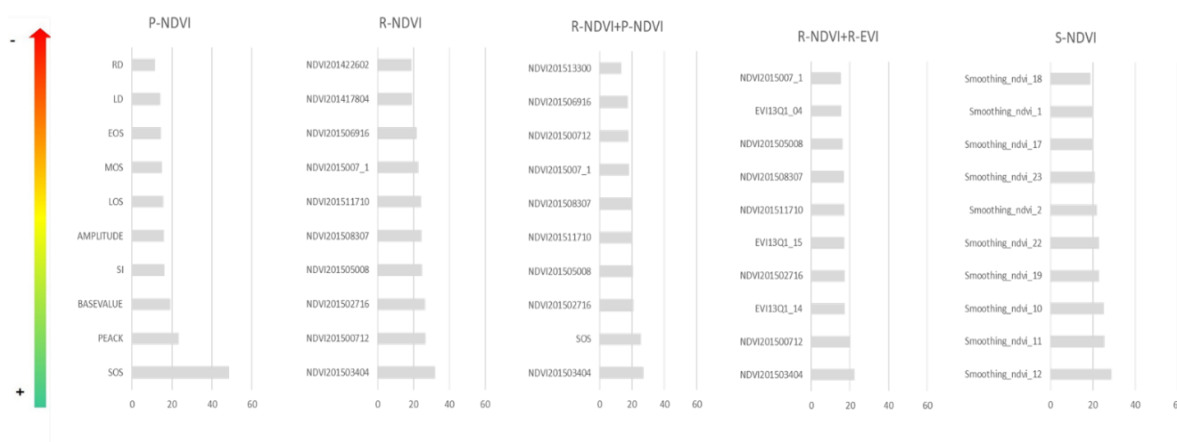 -
+
P-NDVI
RD
LD
EOS
MOS
LOS
AMPLITUDE
SI
BASEVALUE
PEACK
SOS
0 20 40 60
R-NDVI
NDVI201422602
NDVI201417804
NDVI201506916
NDVI2015007_1
NDVI201511710
NDVI201508307
NDVI201505008
NDVI201502716
NDVI201500712
NDVI201503404
0 20 40 60
R-NDVI+P-NDVI
NDVI201513300
NDVI201506916
NDVI201500712
NDVI2015007_1
NDVI201508307
NDVI201511710
NDVI201505008
NDVI201502716
SOS
NDVI201503404
0 20 40 60
R-NDVI+R-EVI
NDVI2015007_1
EVI13Q1_04
NDVI201505008
NDVI201508307
NDVI201511710
EVI13Q1_15
NDVI201502716
EVI13Q1_14
NDVI201500712
NDVI201503404
0 20 40 60
S-NDVI
Smoothing_ndvi_18
Smoothing_ndvi_1
Smoothing_ndvi_17
Smoothing_ndvi_23
Smoothing_ndvi_2
Smoothing_ndvi_22
Smoothing_ndvi_19
Smoothing_ndvi_10
Smoothing_ndvi_11
Smoothing_ndvi_12
0 20 40